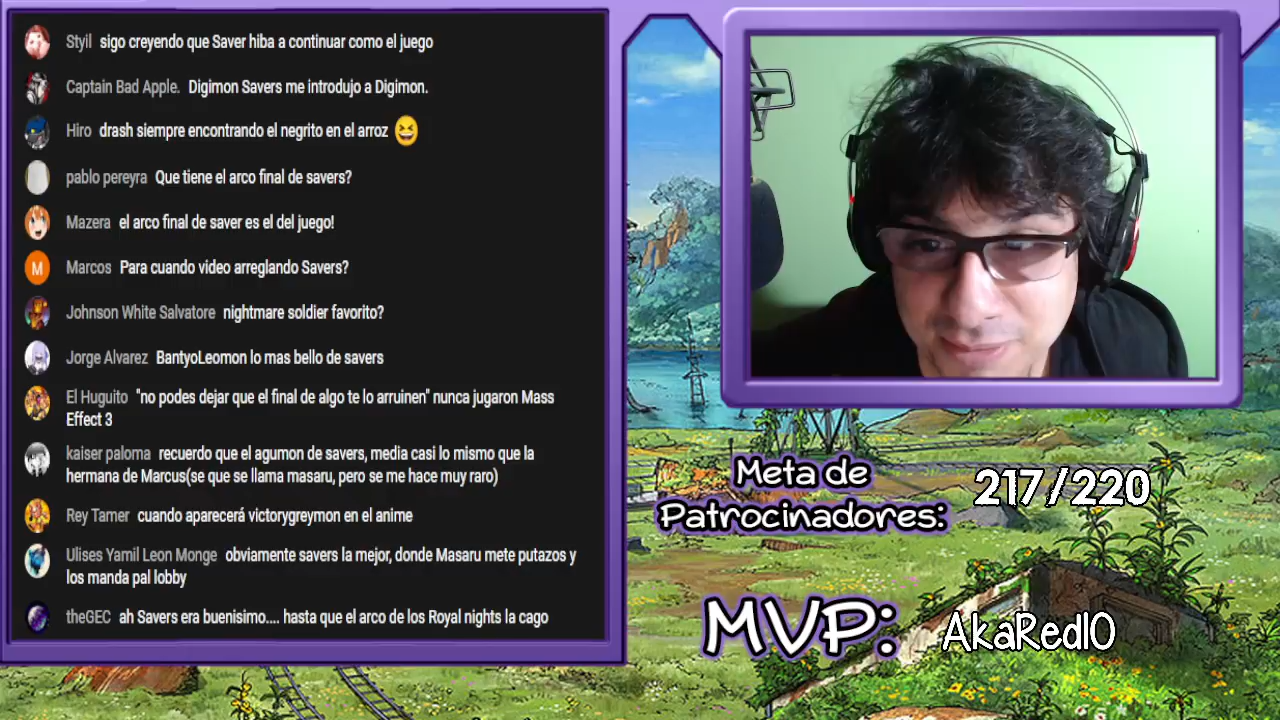 Styil sigo creyendo que Saver hiba a continuar como el juego
Captain Bad Apple. Digimon Savers me introdujo a Digimon.
Hiro drash siempre encontrando el negrito en el arroz 😆
pablo pereyra Que tiene el arco final de savers?
Mazera el arco final de saver es el del juego!
M Marcos Para cuando video arreglando Savers?
Johnson White Salvatore nightmare soldier favorito?
Jorge Alvarez BantyoLeomon lo mas bello de savers
El Huguito "no podes dejar que el final de algo te lo arruinen" nunca jugaron Mass
Effect 3
kaiser paloma recuerdo que el agumon de savers, media casi lo mismo que la
hermana de Marcus(se que se llama masaru, pero se me hace muy raro)
Rey Tamer cuando aparecerá victorygreymon en el anime
Ulises Yamil Leon Monge obviamente savers la mejor, donde Masaru mete putazos y
los manda pal lobby
theGEC ah Savers era buenisimo.... hasta que el arco de los Royal nights la cago
Meta de
Patrocinadores:
217/220
MVP:
AkaRed10